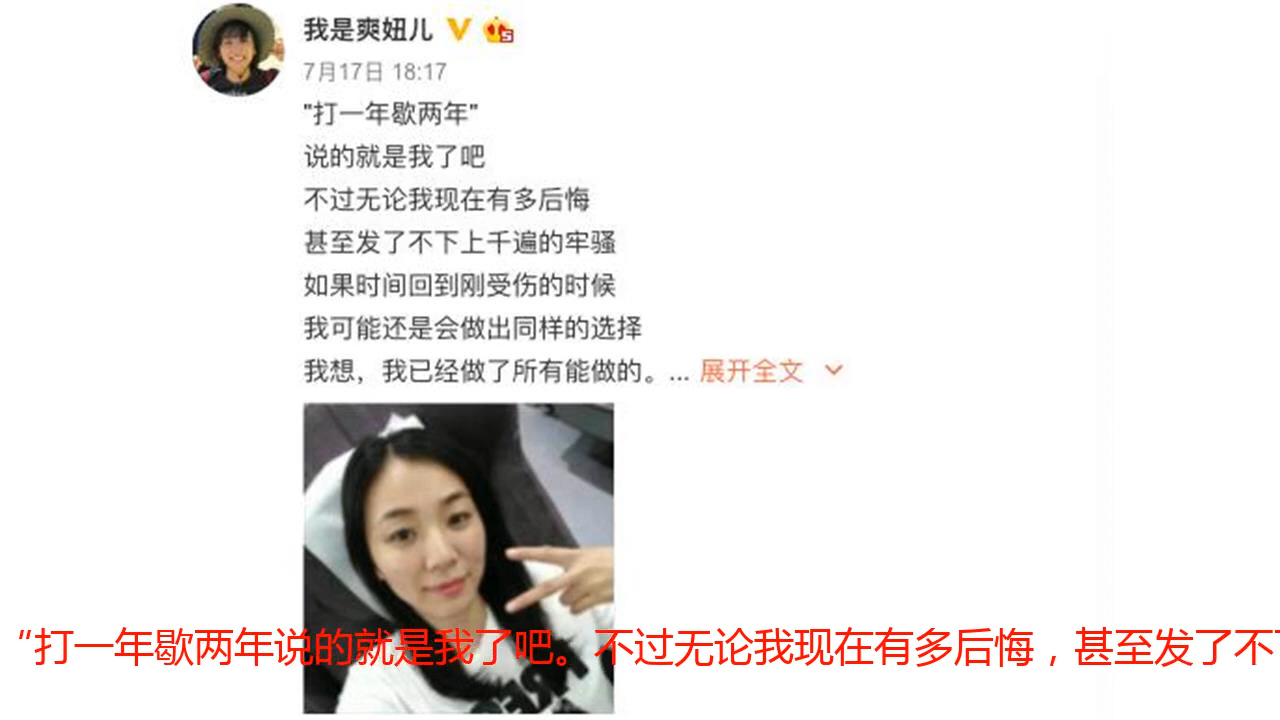 我是爽妞儿
7月17日 18:17
"打一年歇两年"
说的就是我了吧
不过无论我现在有多后悔
甚至发了不下上千遍的牢骚
如果时间回到刚受伤的时候
我可能还是会做出同样的选择
我想，我已经做了所有能做的。... 展开全文
“打一年歇两年说的就是我了吧。不过无论我现在有多后悔，甚至发了不